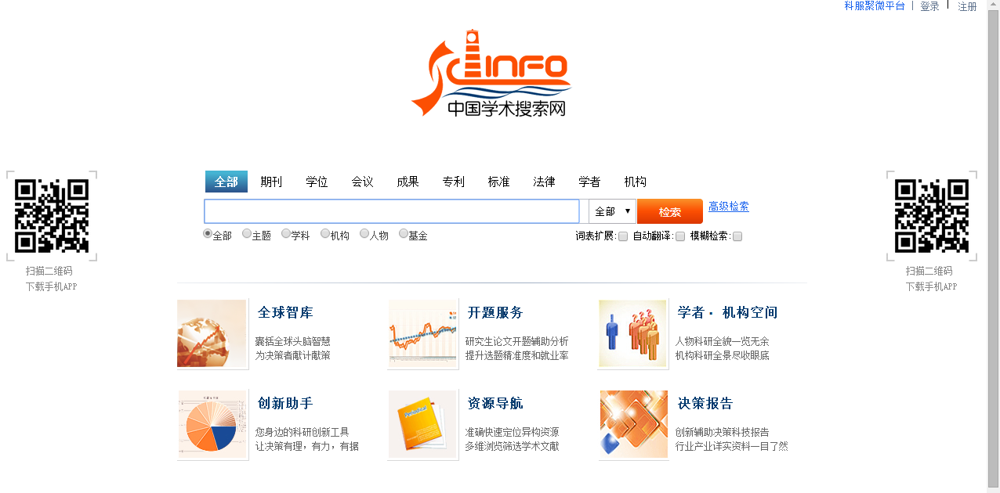 科服聚微平台 | 登录 | 注册
INFO
中国学术搜索网
全部 期刊 学位 会议 成果 专利 标准 法律 学者 机构
全部 ▼ 检索 高级检索
全部 主题 学科 机构 人物 基金 词表扩展: 自动翻译: 模糊检索:
扫描二维码
下载手机APP
扫描二维码
下载手机APP
全球智库
囊括全球头脑智慧
为决策者献计献策
开题服务
研究生论文开题辅助分析
提升选题精准度和就业率
学者· 机构空间
人物科研全貌一览无余
机构科研全景尽收眼底
创新助手
您身边的科研创新工具
让决策有理，有力，有据
Periodical
资源导航
准确快速定位异构资源
多维浏览筛选学术文献
决策报告
创新辅助决策科技报告
行业产业详实资料一目了然